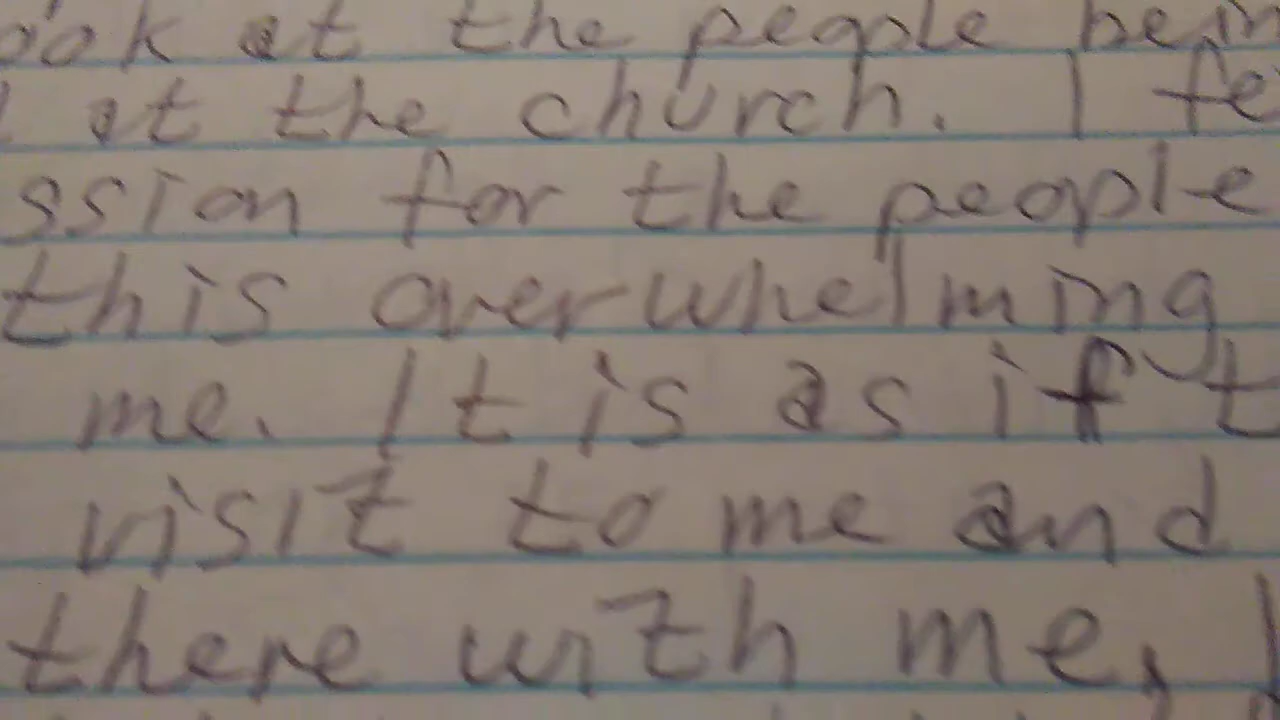 ook at the people bein
at the church. I fe
ssion for the people
this overwhelming
me. It is as if t
visit to me and
there with me,